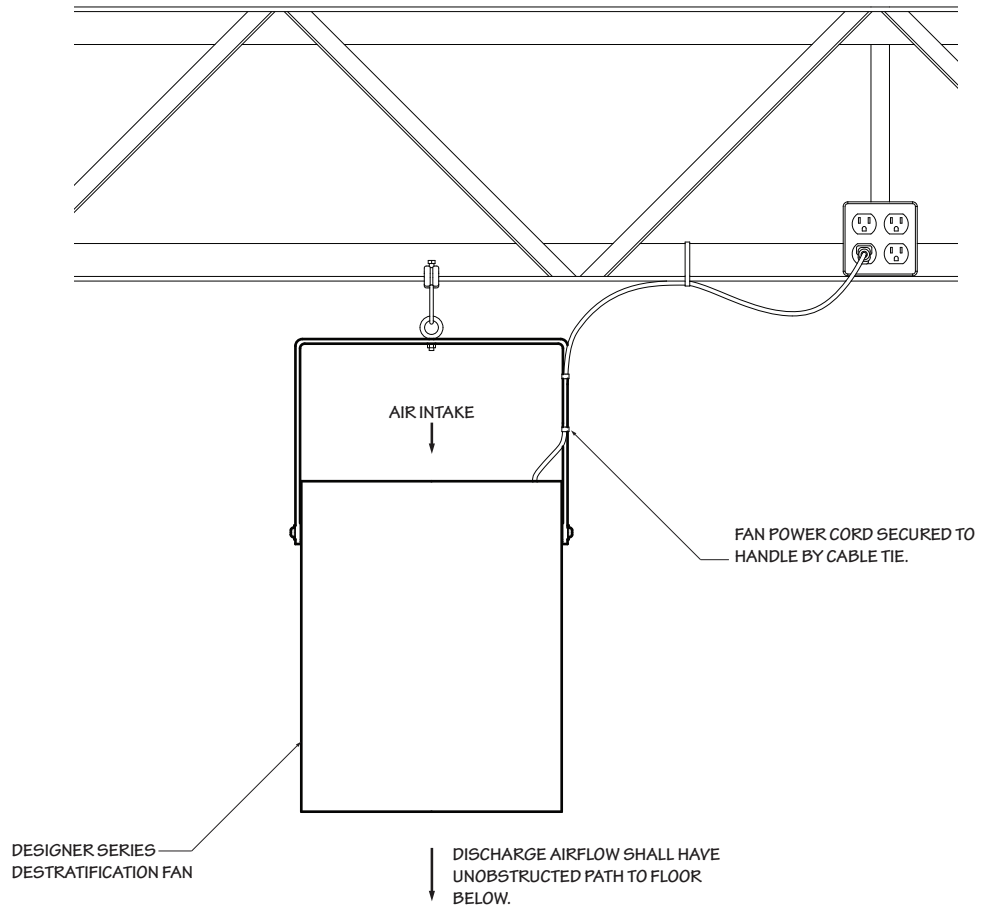 AIR INTAKE
FAN POWER CORD SECURED TO
HANDLE BY CABLE TIE.
DESIGNER SERIES
DESTRATIFICATION FAN
DISCHARGE AIRFLOW SHALL HAVE
UNOBSTRUCTED PATH TO FLOOR
BELOW.